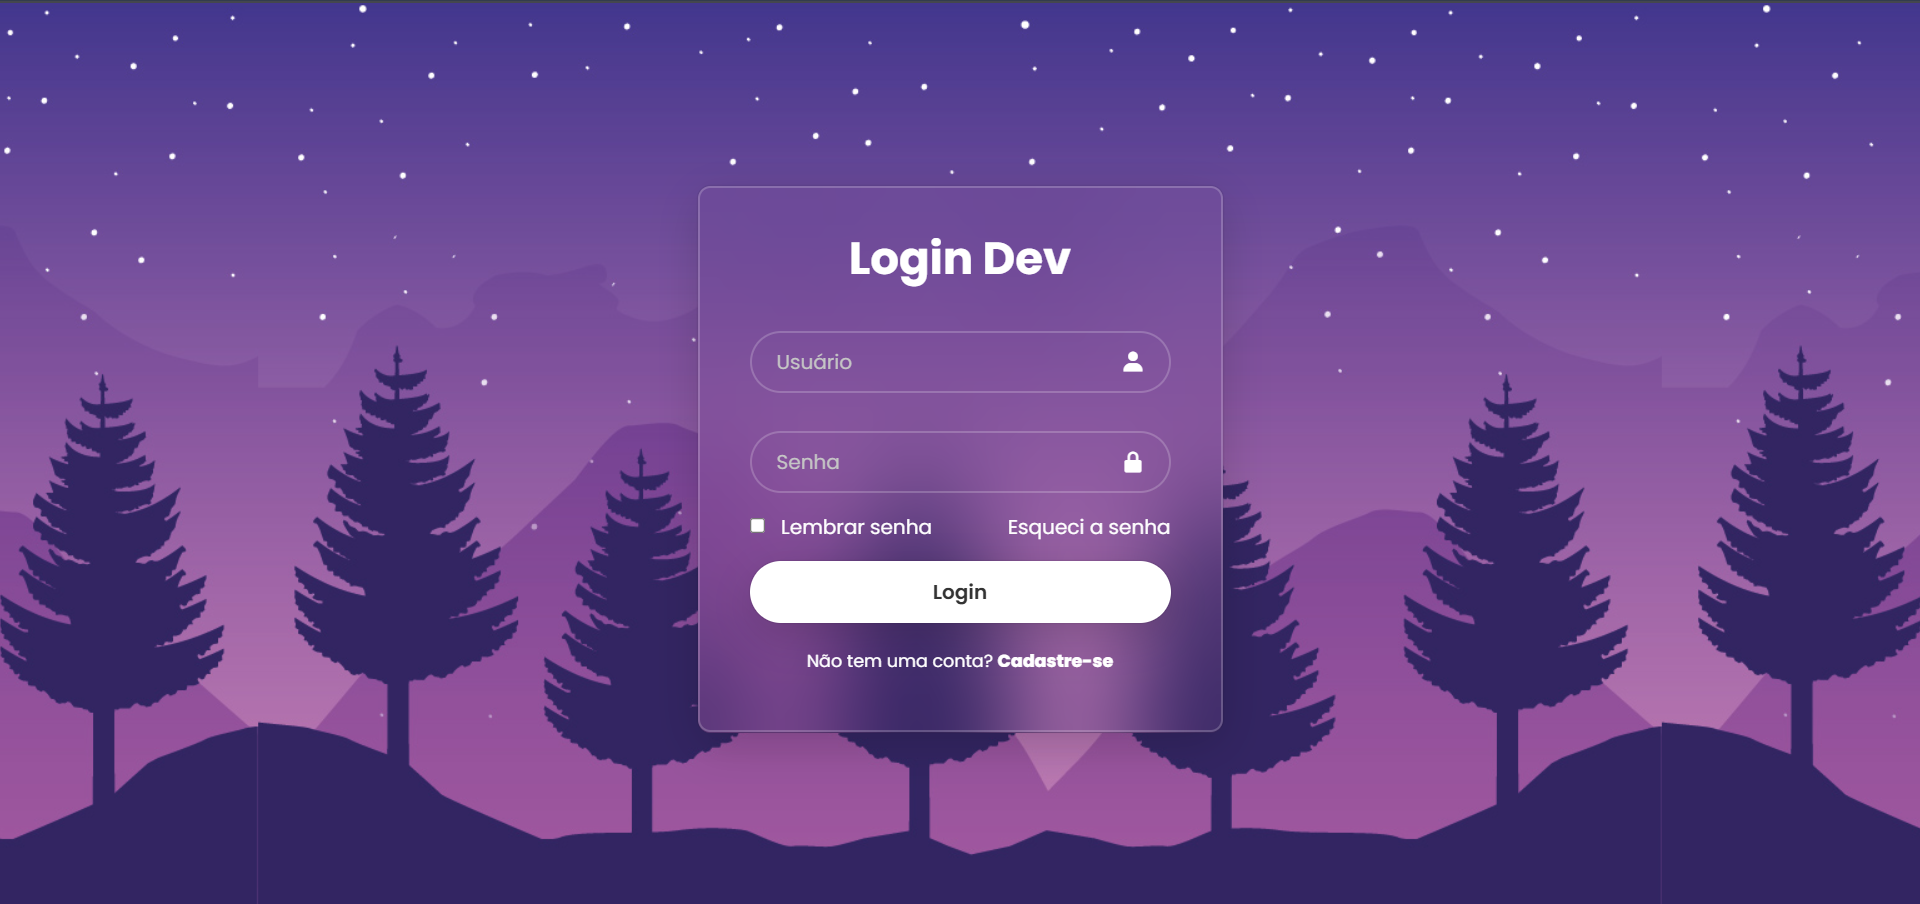 Login Dev
Usuário
Senha
Lembrar senha Esqueci a senha
Login
Não tem uma conta? Cadastre-se